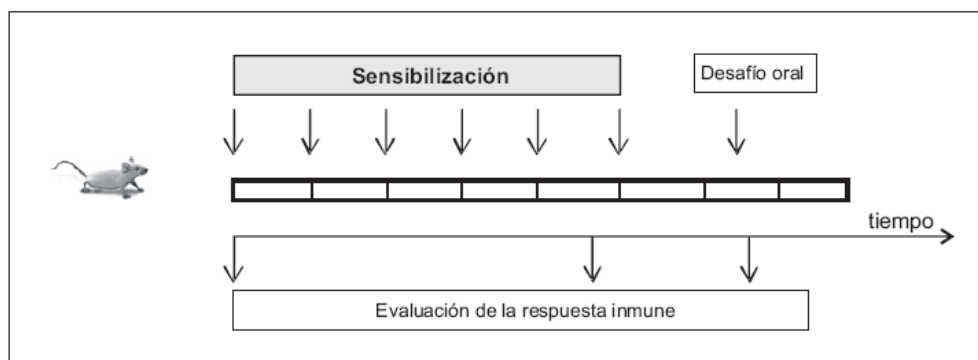 Sensibilización
Desafío oral
tiempo
Evaluación de la respuesta inmune